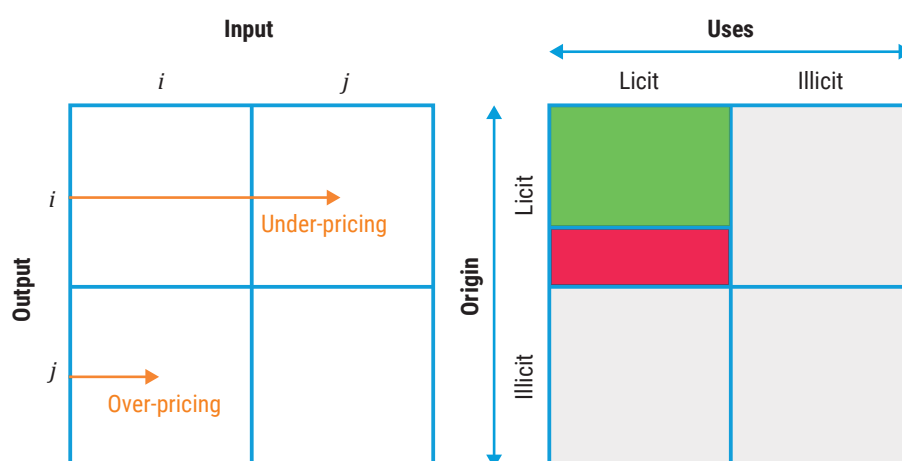 Input
i
j
Output
i
Under-pricing
j
Over-pricing
Uses
Licit
Illicit
Origin
Licit
Illicit